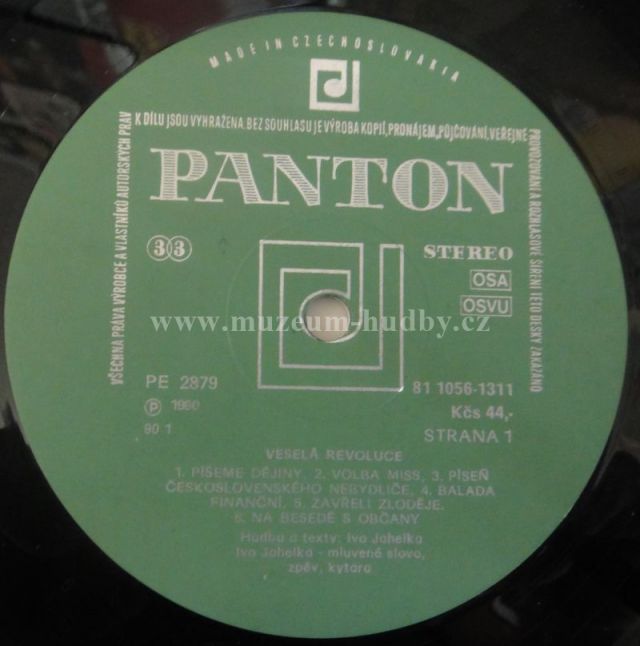 MADE IN CZECHOSLOVAKIA
VŠECHNA PRÁVA VÝROBCE A VLASTNÍKŮ AUTORSKÝCH PRÁV
K DÍLU JSOU VYHRAŽENA. BEZ SOUHLASU JE VÝROBA KOPIÍ, PRONÁJEM, PŮJČOVÁNÍ, VEŘEJNÉ
PROVOZOVÁNÍ A ROZHLASOVÉ ŠÍŘENÍ TÉTO DESKY ZAKÁZÁNO
PANTON
33
STEREO
OSA
OSVU
www.muzeum-hudby.cz
PE 2879
81 1056-1311
Ⓟ 1990
Kčs 44,-
90 1
STRANA 1
VESELÁ REVOLUCE
1. PÍŠEME DĚJINY, 2. VOLBA MISS, 3. PÍSEŇ
ČESKOSLOVENSKÉHO NEBYDLIČE, 4. BALADA
FINANČNÍ, 5. ZAVŘELI ZLODĚJE,
6. NA BESEDĚ S OBČANY
Hudba a texty: Ivo Jahelka
Ivo Jahelka - mluvené slovo,
zpěv, kytara